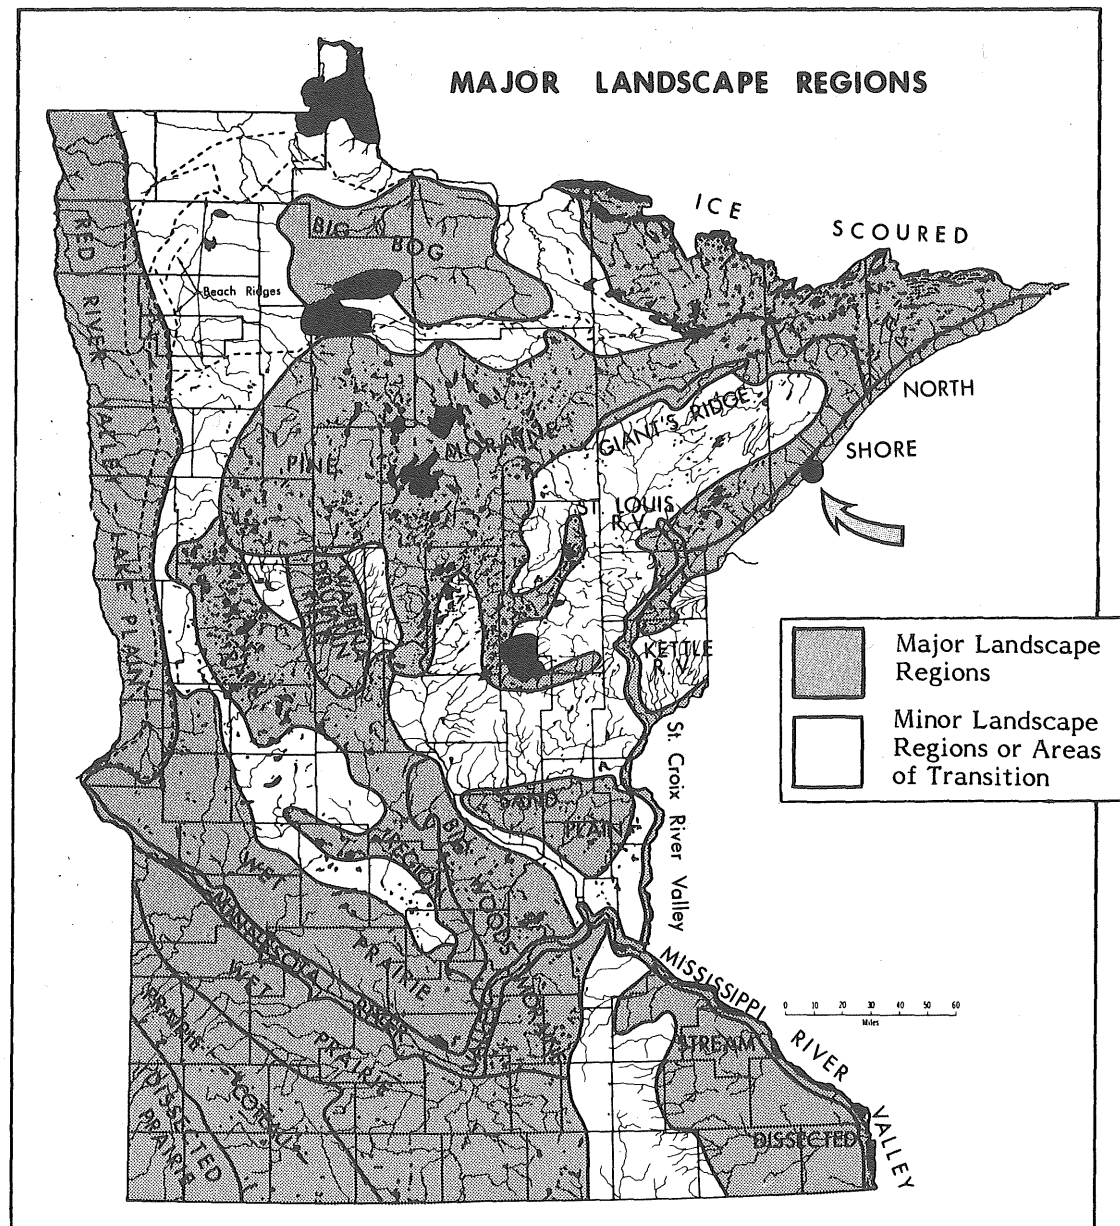 MAJOR LANDSCAPE REGIONS
ICE
SCOURED
BIG
BOG
RED
RIVER
VALLEY
LAKE
PLAIN
Beach Ridges
NORTH
SHORE
GIANT'S RIDGE
MORAINE
PINE
ST. LOUIS
R.V.
KETTLE
R.V.
Major Landscape
Regions
Minor Landscape
Regions or Areas
of Transition
St. Croix River Valley
SAND
PLAIN
BIG
WOODS
WET
PRAIRIE
MINNESOTA
RIVER
WET
PRAIRIE
PRAIRIE
COTEAU
DISSECTED
PRAIRIE
MISSISSIPPI
RIVER
VALLEY
0 10 20 30 40 50 60
Miles
STREAM
DISSECTED